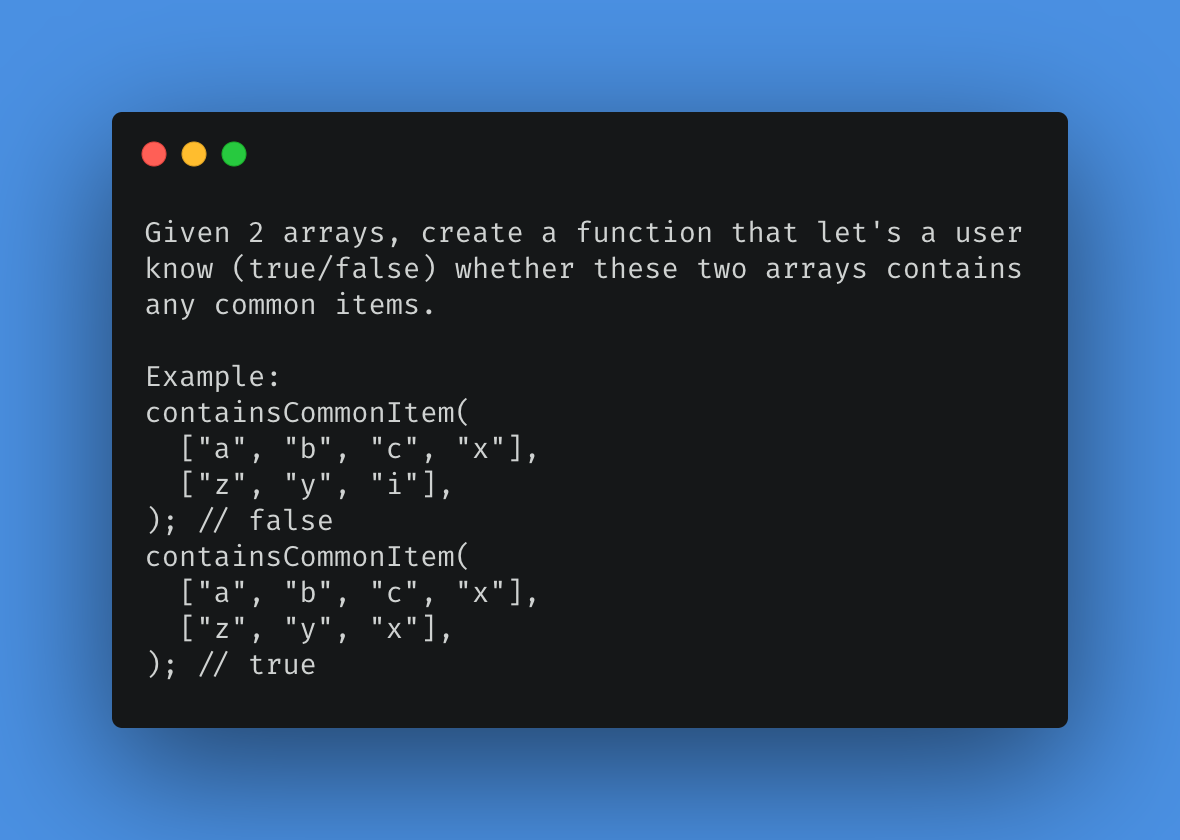 Given 2 arrays, create a function that let's a user
know (true/false) whether these two arrays contains
any common items.

Example:
containsCommonItem(
  ["a", "b", "c", "x"],
  ["z", "y", "i"],
); // false
containsCommonItem(
  ["a", "b", "c", "x"],
  ["z", "y", "x"],
); // true